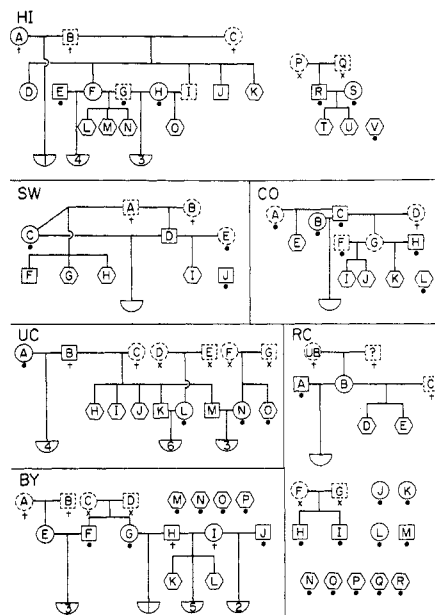 HI
A B C
† † †
P Q
x x
D E F G H I J K
R S
L M N O
T U V
4 3
SW
A B
† †
C D E
F G H I J
CO
A B C D
†
E F G H
I J K L
UC
A B C D E F G
† † x x x x
H I J K L M N O
4 6 3
RC
UB ?
† †
A B C
†
D E
BY
A B C D M N O P
† † x x
E F G H I J
† †
K L
3 5 2
F G J K
x x
H I L M
N O P Q R